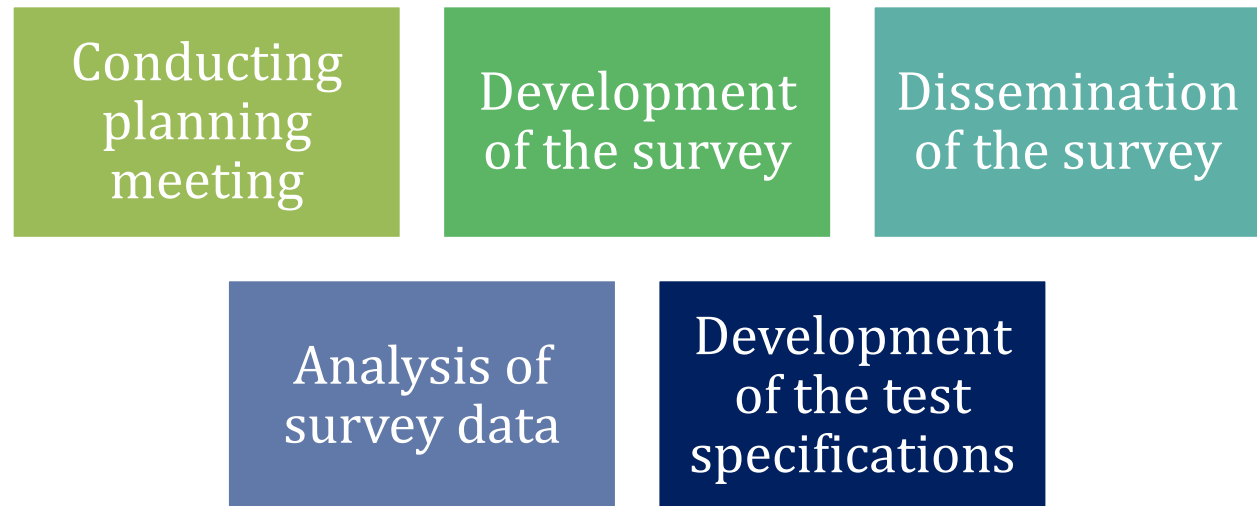 Conducting
planning
meeting
Development
of the survey
Dissemination
of the survey
Analysis of
survey data
Development
of the test
specifications